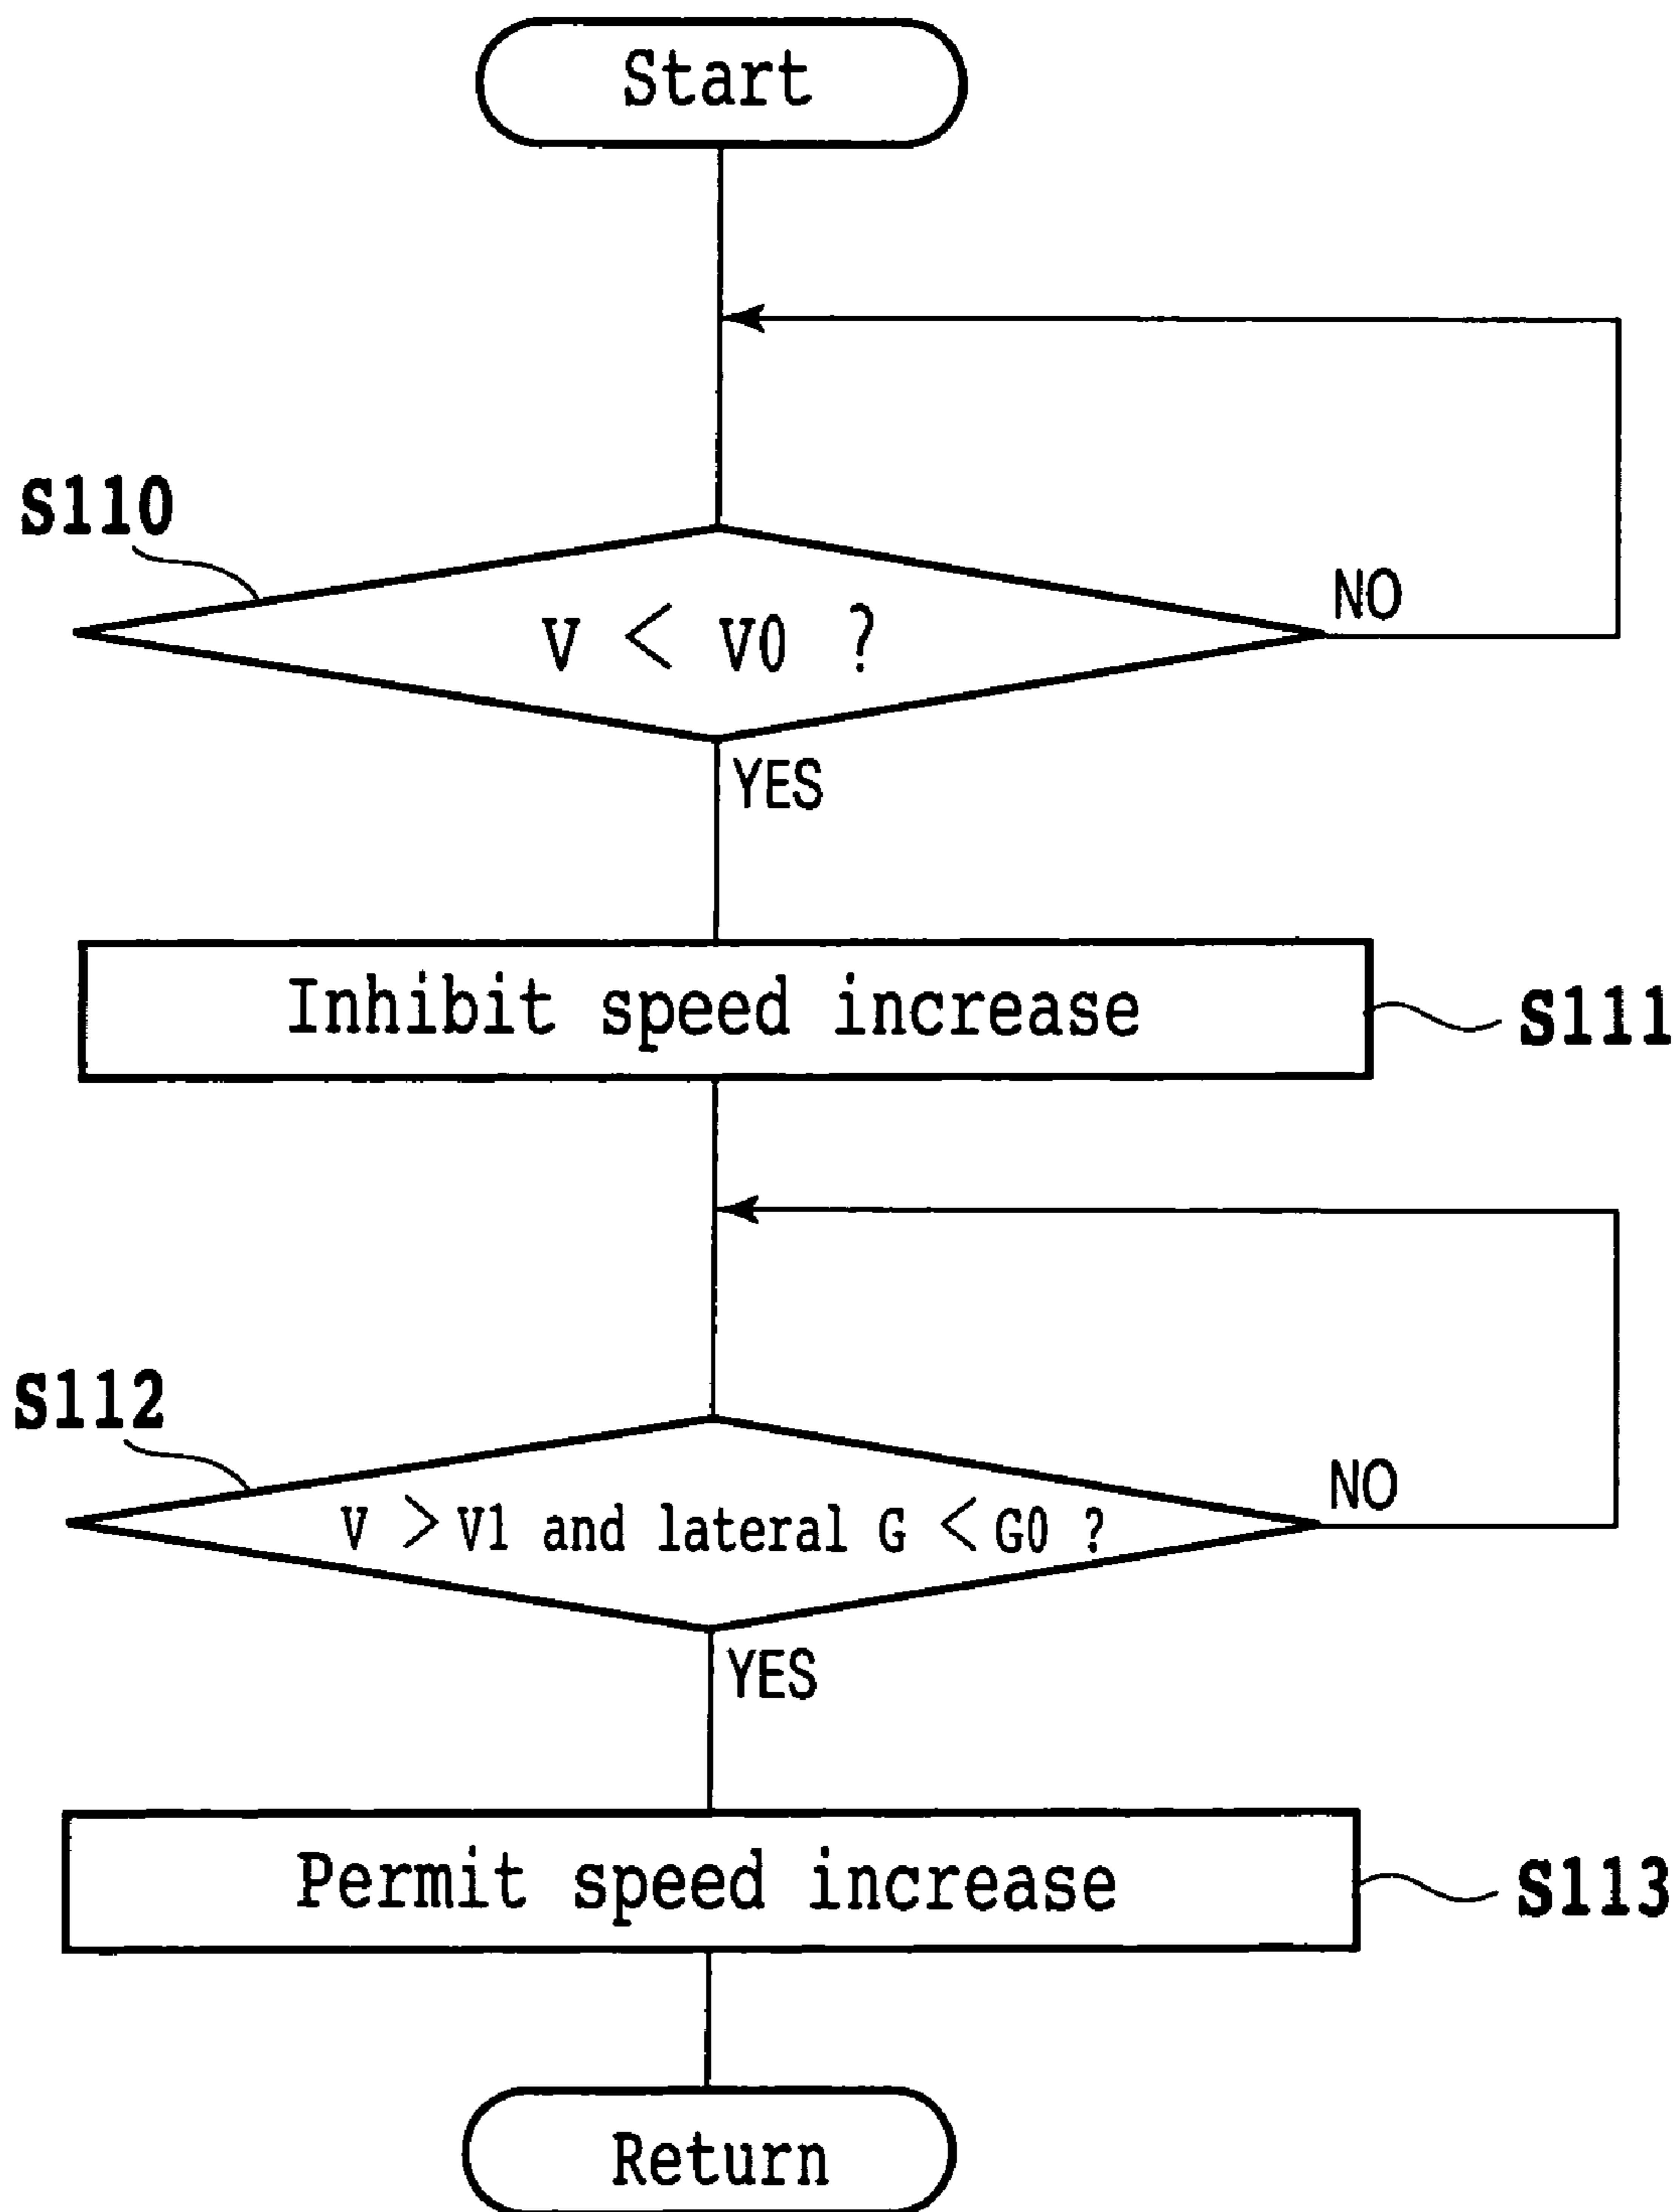 Start
S110
V < V0 ?
NO
YES
Inhibit speed increase
S111
S112
V > V1 and lateral G < G0 ?
NO
YES
Permit speed increase
S113
Return